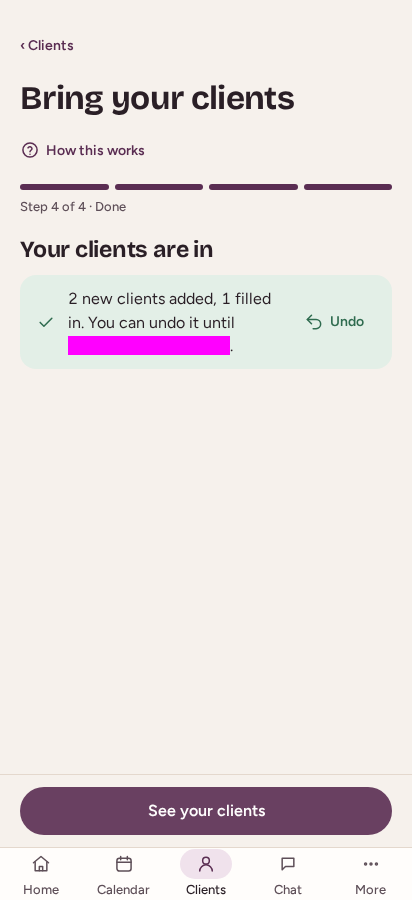 ‹ Clients
Bring your clients
How this works
Step 4 of 4 · Done
Your clients are in
2 new clients added, 1 filled
in. You can undo it until
.
Undo
See your clients
Home
Calendar
Clients
Chat
More